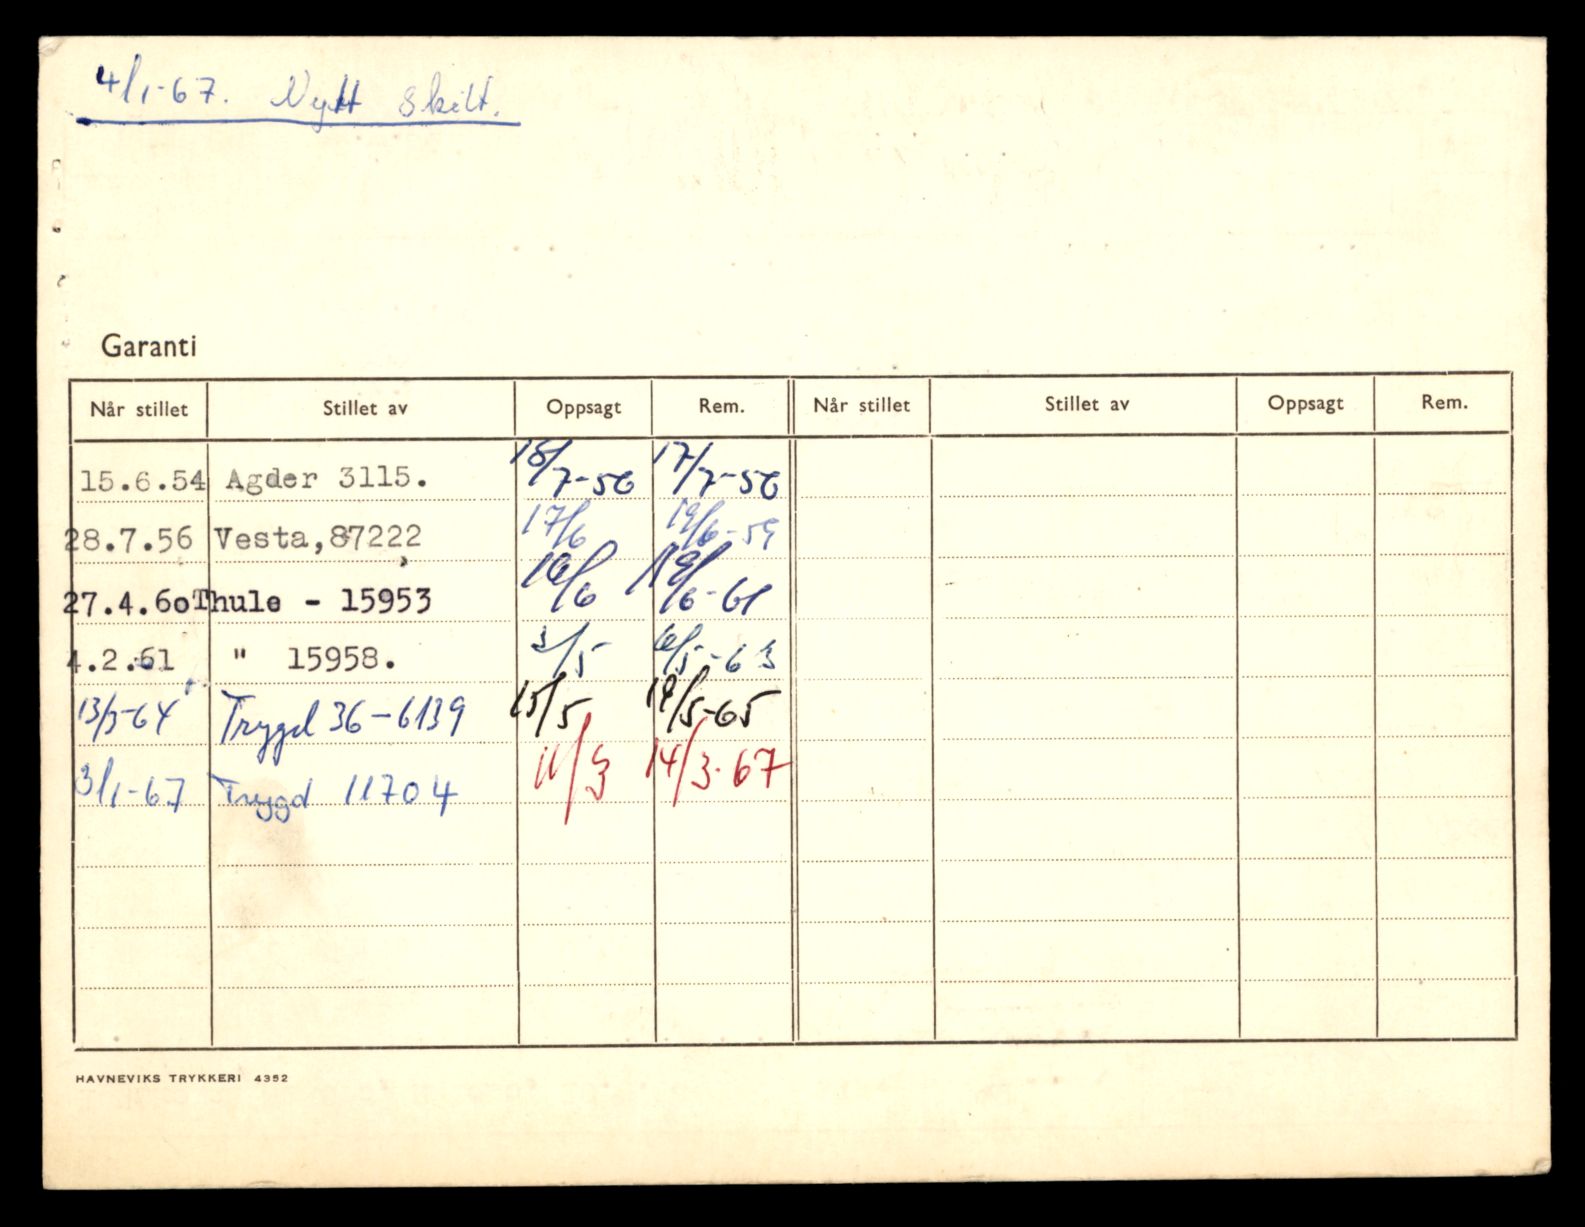 4/1-67. Nytt skilt.
Garanti
Når stillet Stillet av Oppsagt Rem. Når stillet Stillet av Oppsagt Rem.
15.6.54 Agder 3115. 18/7-56 17/7-56
28.7.56 Vesta, 87222 17/6 19/6-59
27.4.60 Thule - 15953 16/6 19/6-61
4.2.61 " 15958. 3/5 6/5-63
13/3-64 Trygd 36-6139 15/5 19/5-65
3/1-67 Trygd 11704 11/3 14/3-67
HAVNEVIKS TRYKKERI 4352